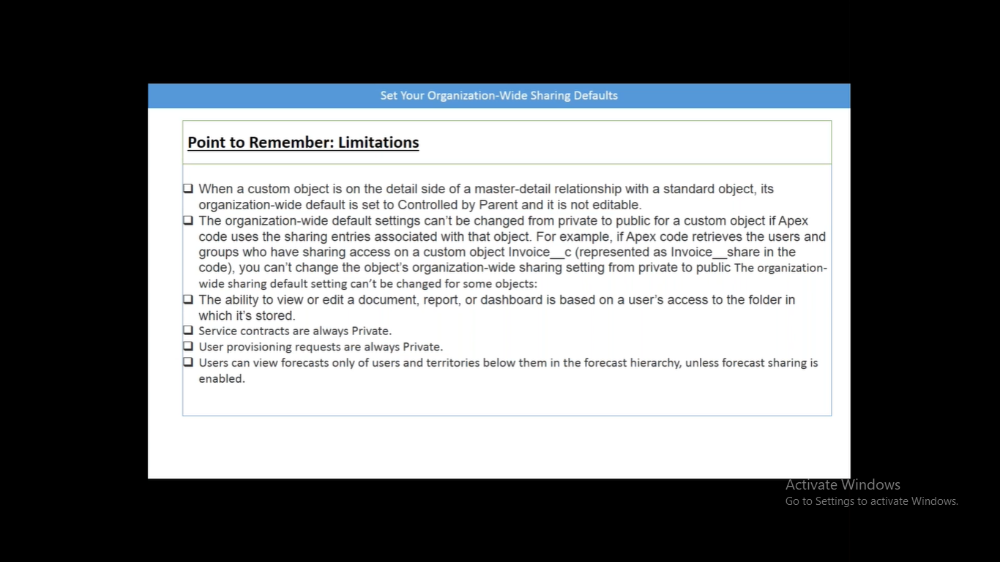 Set Your Organization-Wide Sharing Defaults
Point to Remember: Limitations
❑ When a custom object is on the detail side of a master-detail relationship with a standard object, its
organization-wide default is set to Controlled by Parent and it is not editable.
❑ The organization-wide default settings can’t be changed from private to public for a custom object if Apex
code uses the sharing entries associated with that object. For example, if Apex code retrieves the users and
groups who have sharing access on a custom object Invoice__c (represented as Invoice__share in the
code), you can’t change the object’s organization-wide sharing setting from private to public The organization-
wide sharing default setting can’t be changed for some objects:
❑ The ability to view or edit a document, report, or dashboard is based on a user’s access to the folder in
which it’s stored.
❑ Service contracts are always Private.
❑ User provisioning requests are always Private.
❑ Users can view forecasts only of users and territories below them in the forecast hierarchy, unless forecast sharing is
enabled.
Activate Windows
Go to Settings to activate Windows.